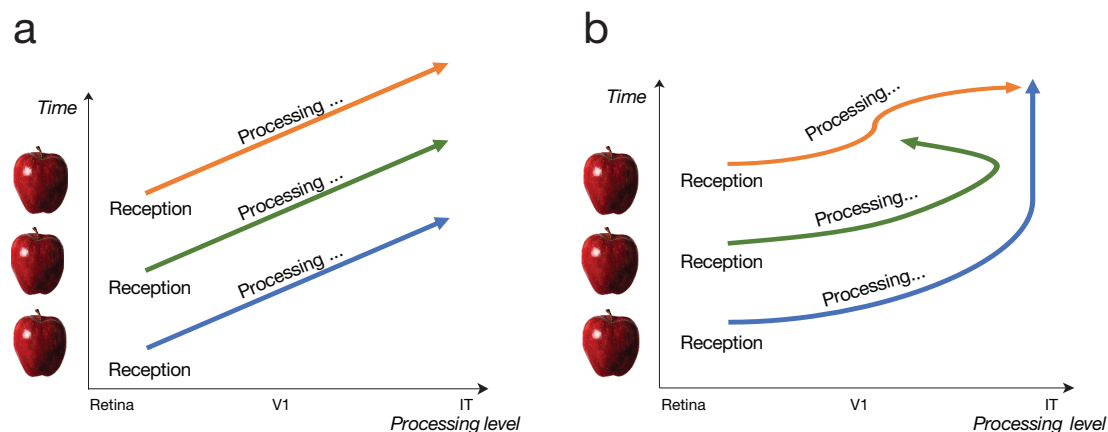 a
Time
Processing ...
Reception
Processing ...
Reception
Processing ...
Reception
Retina
V1
IT
Processing level
b
Time
Processing...
Reception
Processing...
Reception
Processing...
Reception
Retina
V1
IT
Processing level